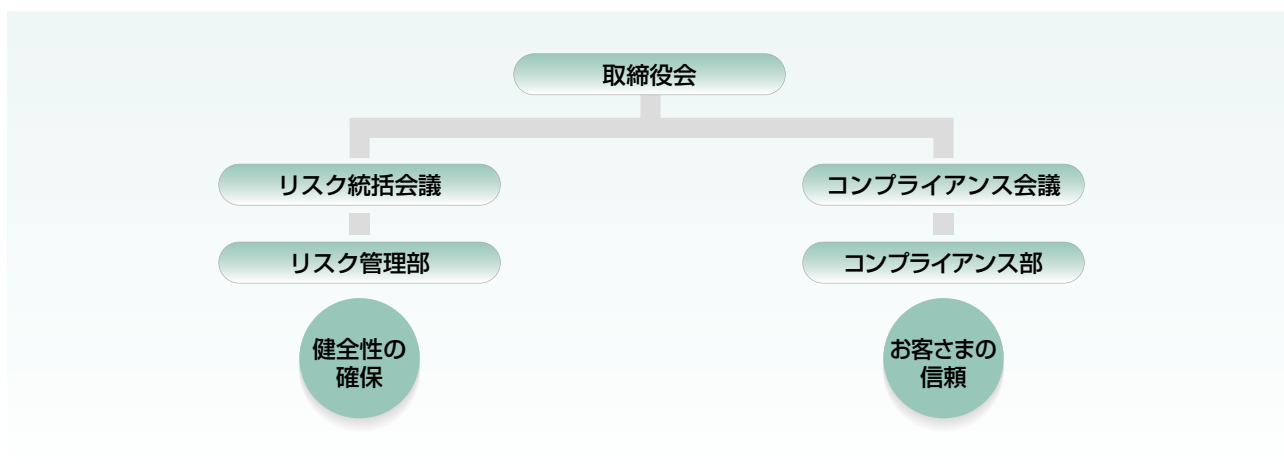 取締役会
リスク統括会議
コンプライアンス会議
リスク管理部
コンプライアンス部
健全性の
確保
お客さまの
信頼